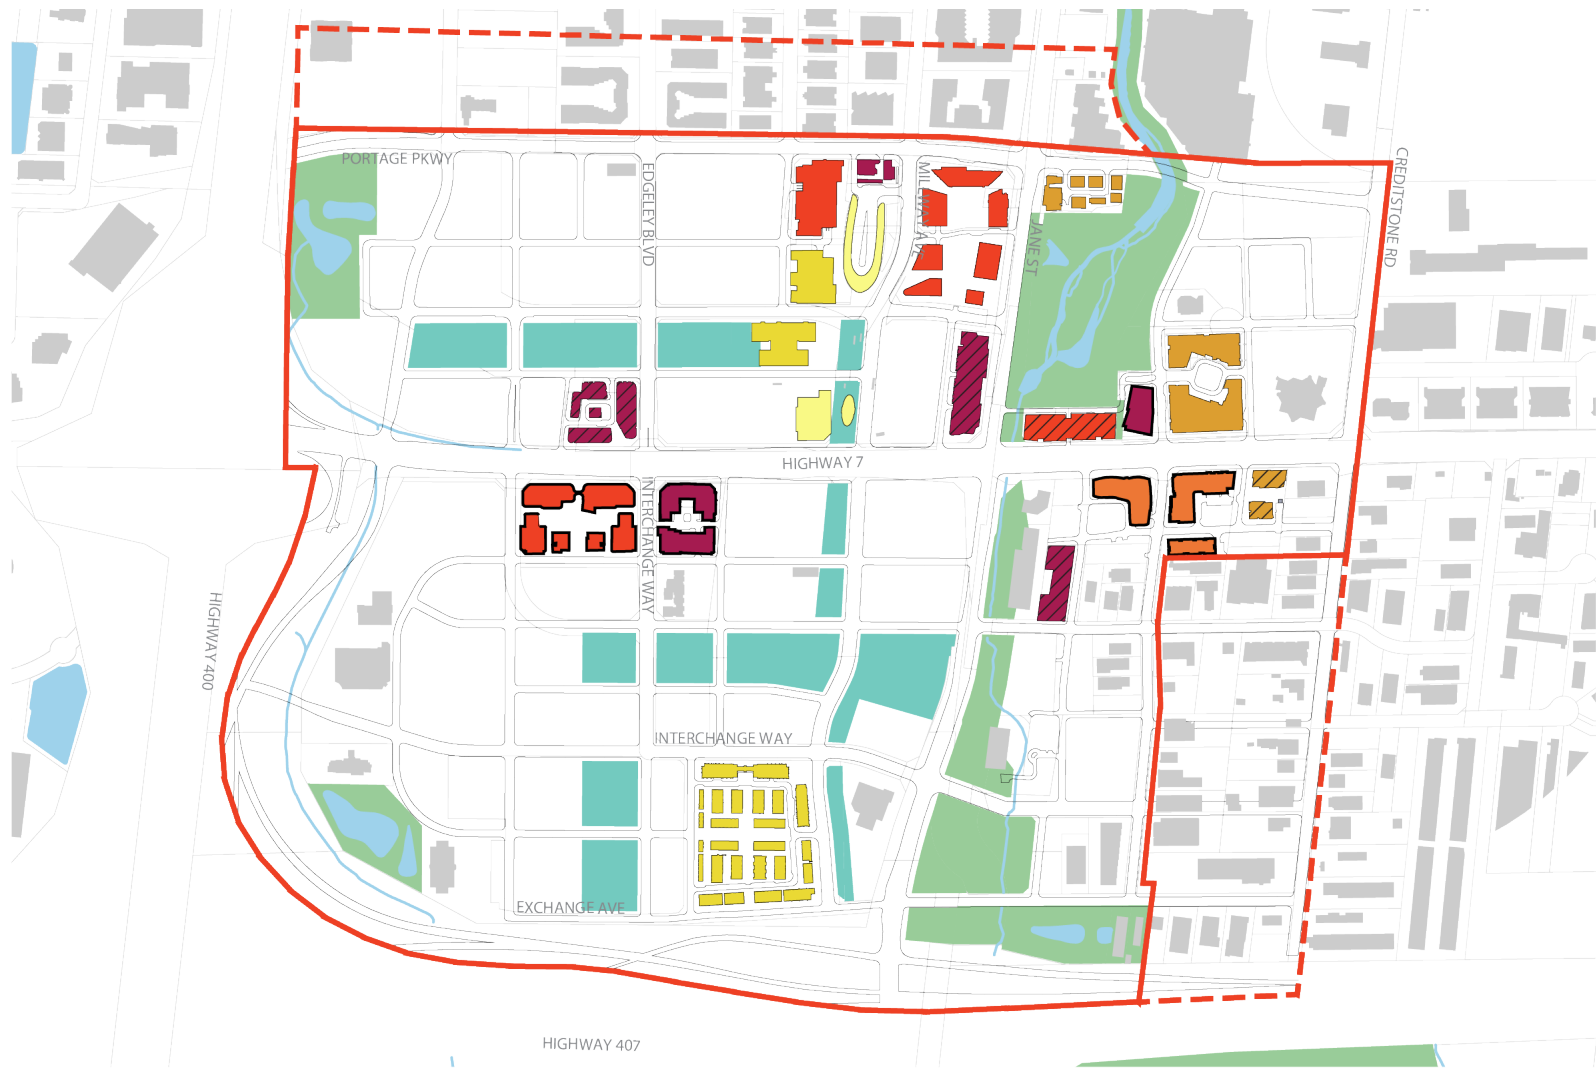 PORTAGE PKWY
EDGELEY BLVD
MILLWAY AVE
JANE ST
CREDITSTONE RD
HIGHWAY 7
INTERCHANGE WAY
HIGHWAY 400
INTERCHANGE WAY
EXCHANGE AVE
HIGHWAY 407